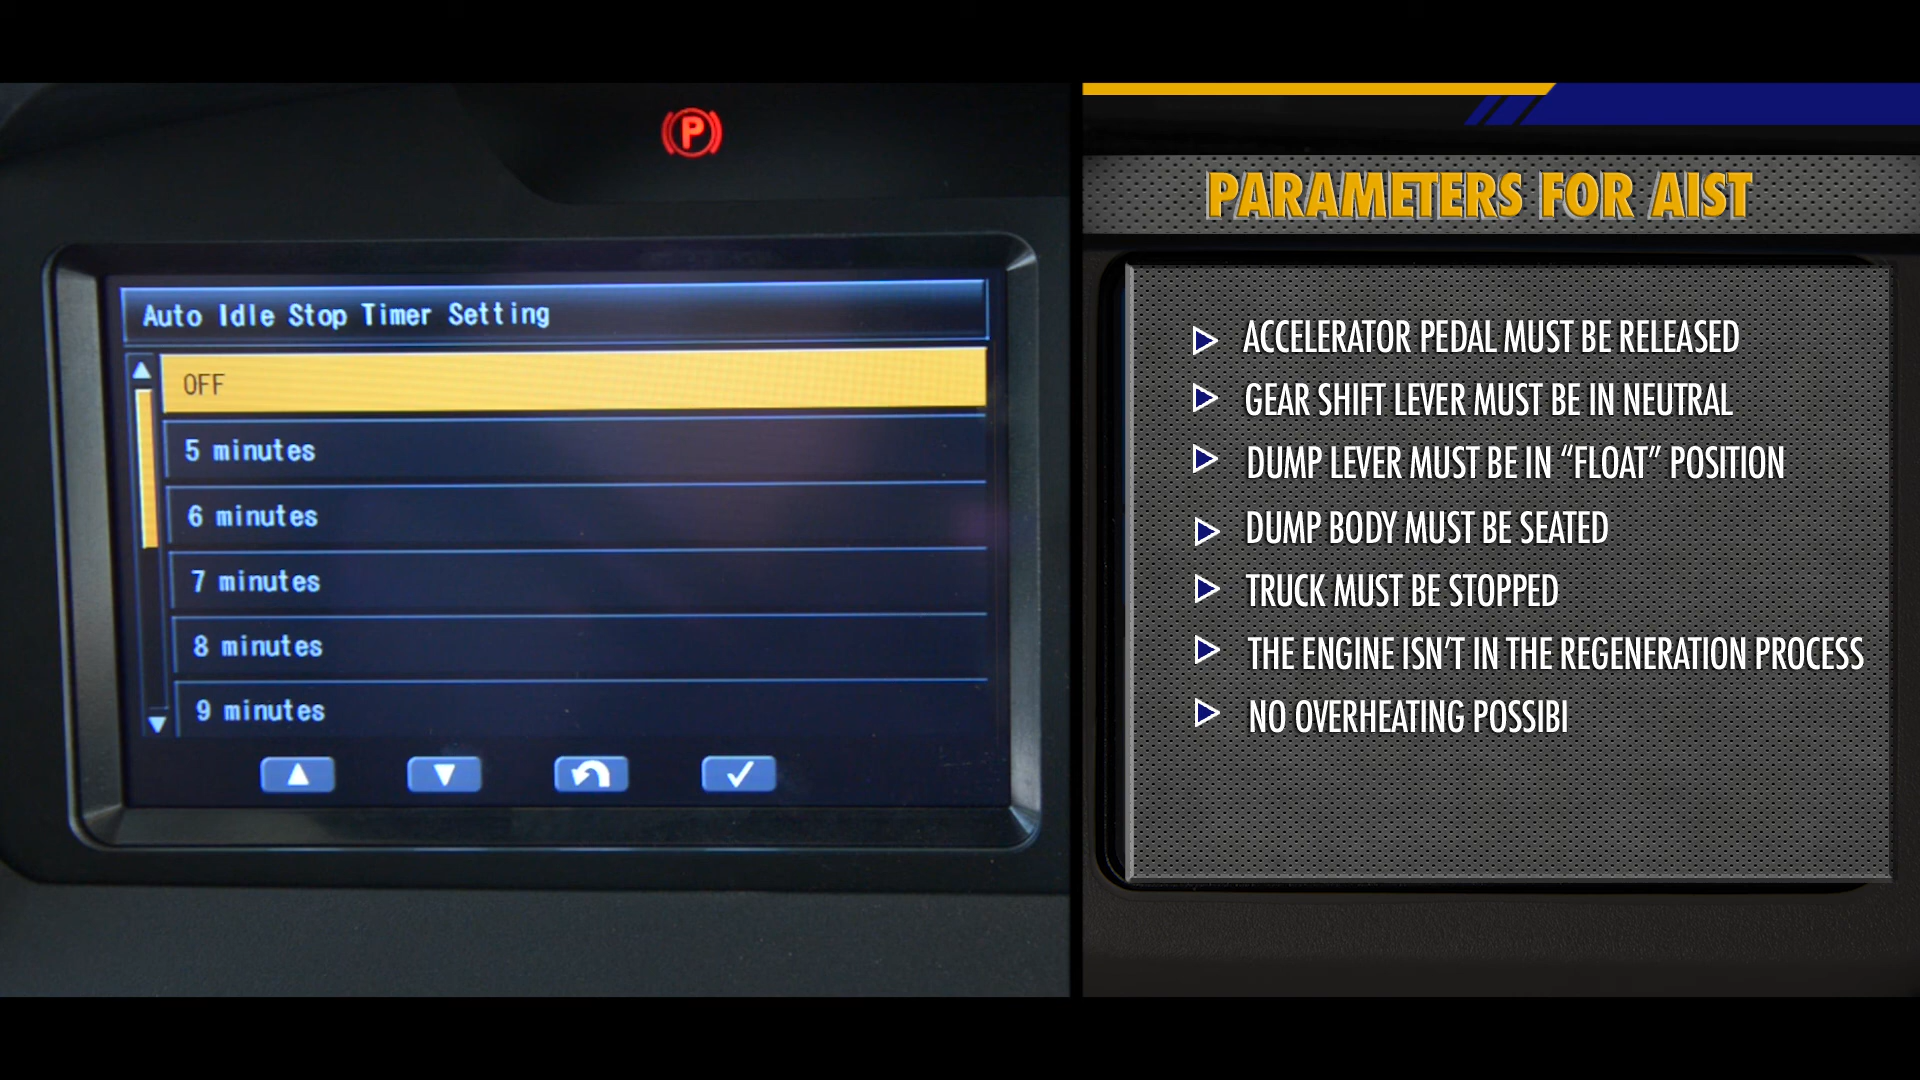 P
Auto Idle Stop Timer Setting
OFF
5 minutes
6 minutes
7 minutes
8 minutes
9 minutes
PARAMETERS FOR AIST
ACCELERATOR PEDAL MUST BE RELEASED
GEAR SHIFT LEVER MUST BE IN NEUTRAL
DUMP LEVER MUST BE IN “FLOAT” POSITION
DUMP BODY MUST BE SEATED
TRUCK MUST BE STOPPED
THE ENGINE ISN’T IN THE REGENERATION PROCESS
NO OVERHEATING POSSIBI